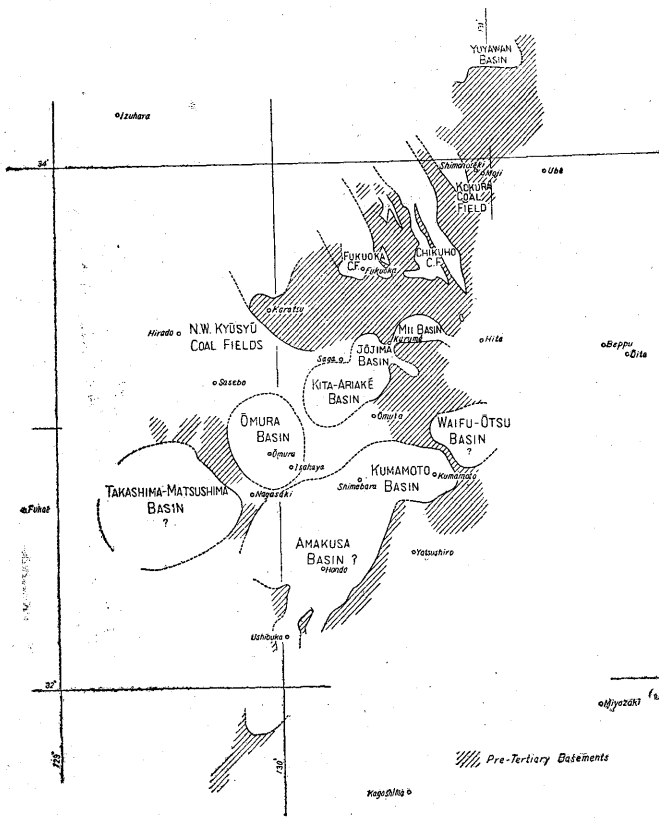 131°
YUYAWAN
BASIN
Izuhara
34°
Shimonoseki
Moji
Ube
KOKURA
COAL
FIELD
FUKUOKA
C.F.
Fukuoka
CHIKUHO
C.F.
Karatsu
Hirado
N.W. KYŪSYŪ
COAL FIELDS
MII BASIN
Kurume
Hita
Beppu
Oita
Saga
JŌJIMA
BASIN
Sasebo
KITA-ARIAKÉ
BASIN
Ōmuta
ŌMURA
BASIN
Ōmura
Isahaya
WAIFU-ŌTSU
BASIN
?
KUMAMOTO
BASIN
Kumamoto
Shimabara
TAKASHIMA-MATSUSHIMA
BASIN
?
Nagasaki
AMAKUSA
BASIN ?
Hondo
Yatsushiro
Ushibuka
32°
Miyazaki
129°
130°
Pre-Tertiary Basements
Kagoshima